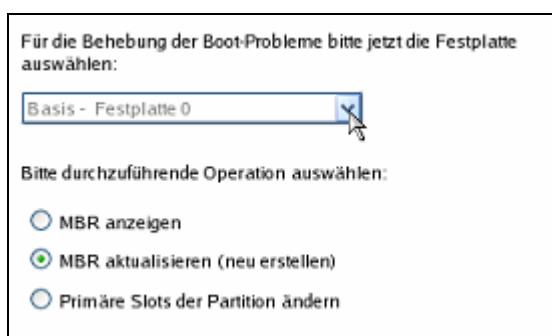 Für die Behebung der Boot-Probleme bitte jetzt die Festplatte
auswählen:
Basis - Festplatte 0
Bitte durchzuführende Operation auswählen:
MBR anzeigen
MBR aktualisieren (neu erstellen)
Primäre Slots der Partition ändern